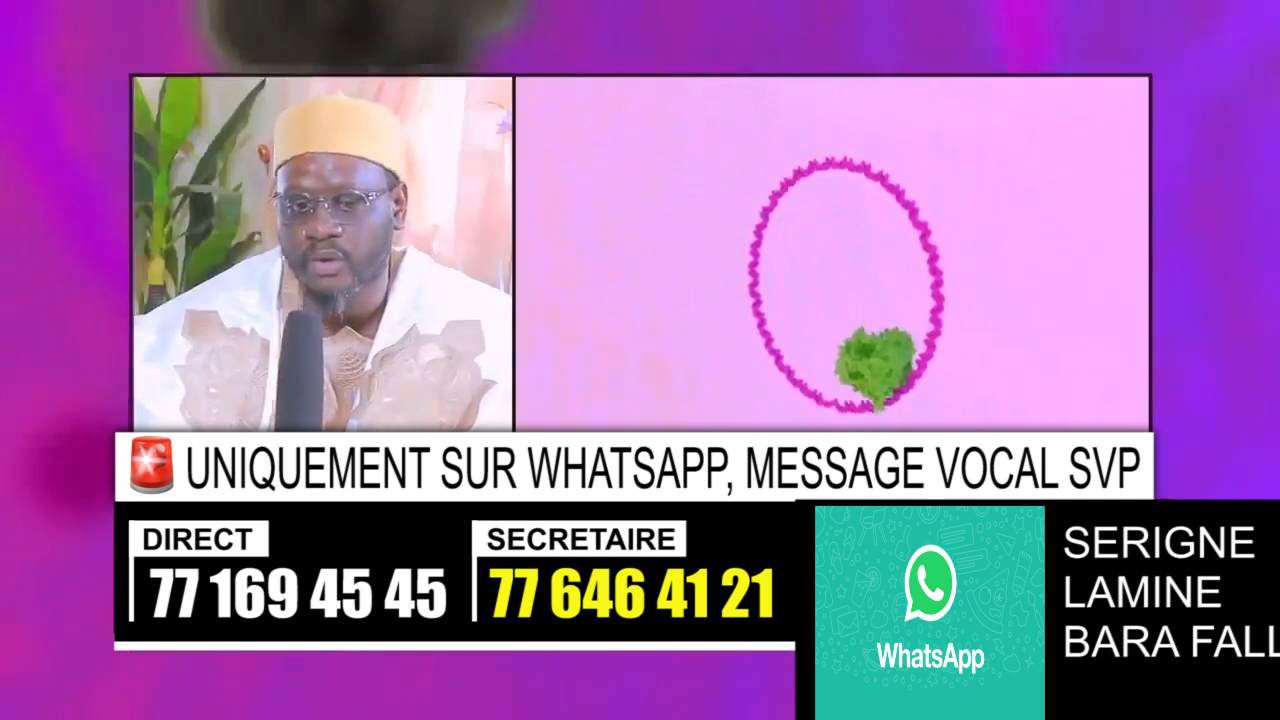 UNIQUEMENT SUR WHATSAPP, MESSAGE VOCAL SVP
DIRECT
77 169 45 45
SECRETAIRE
77 646 41 21
WhatsApp
SERIGNE
LAMINE
BARA FALL